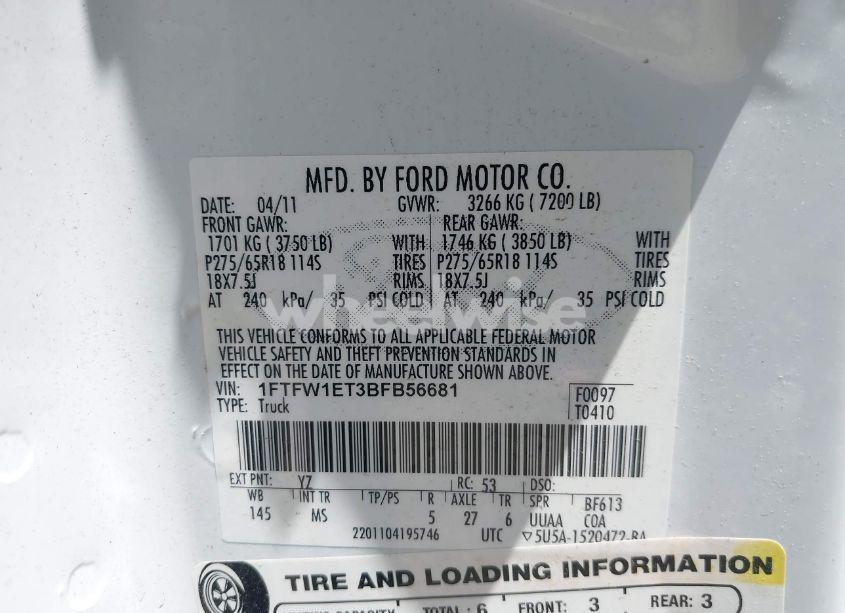 MFD. BY FORD MOTOR CO.
DATE: 04/11 GVWR: 3266 KG ( 7200 LB)
FRONT GAWR: REAR GAWR:
1701 KG ( 3750 LB) WITH 1746 KG ( 3850 LB) WITH
P275/65R18 114S TIRES P275/65R18 114S TIRES
18X7.5J RIMS 18X7.5J RIMS
AT 240 kPa/ 35 PSI COLD AT 240 kPa/ 35 PSI COLD
wheelwise
THIS VEHICLE CONFORMS TO ALL APPLICABLE FEDERAL MOTOR
VEHICLE SAFETY AND THEFT PREVENTION STANDARDS IN
EFFECT ON THE DATE OF MANUFACTURE SHOWN ABOVE.
VIN: 1FTFW1ET3BFB56681 F0097
TYPE: Truck T0410
EXT PNT: YZ RC: 53 DSO:
WB INT TR TP/PS R AXLE TR SPR BF613
145 MS 5 27 6 UUAA COA
2201104195746 UTC ▽5U5A-1520472-BA
TIRE AND LOADING INFORMATION
SEATING CAPACITY TOTAL : 6 FRONT: 3 REAR: 3